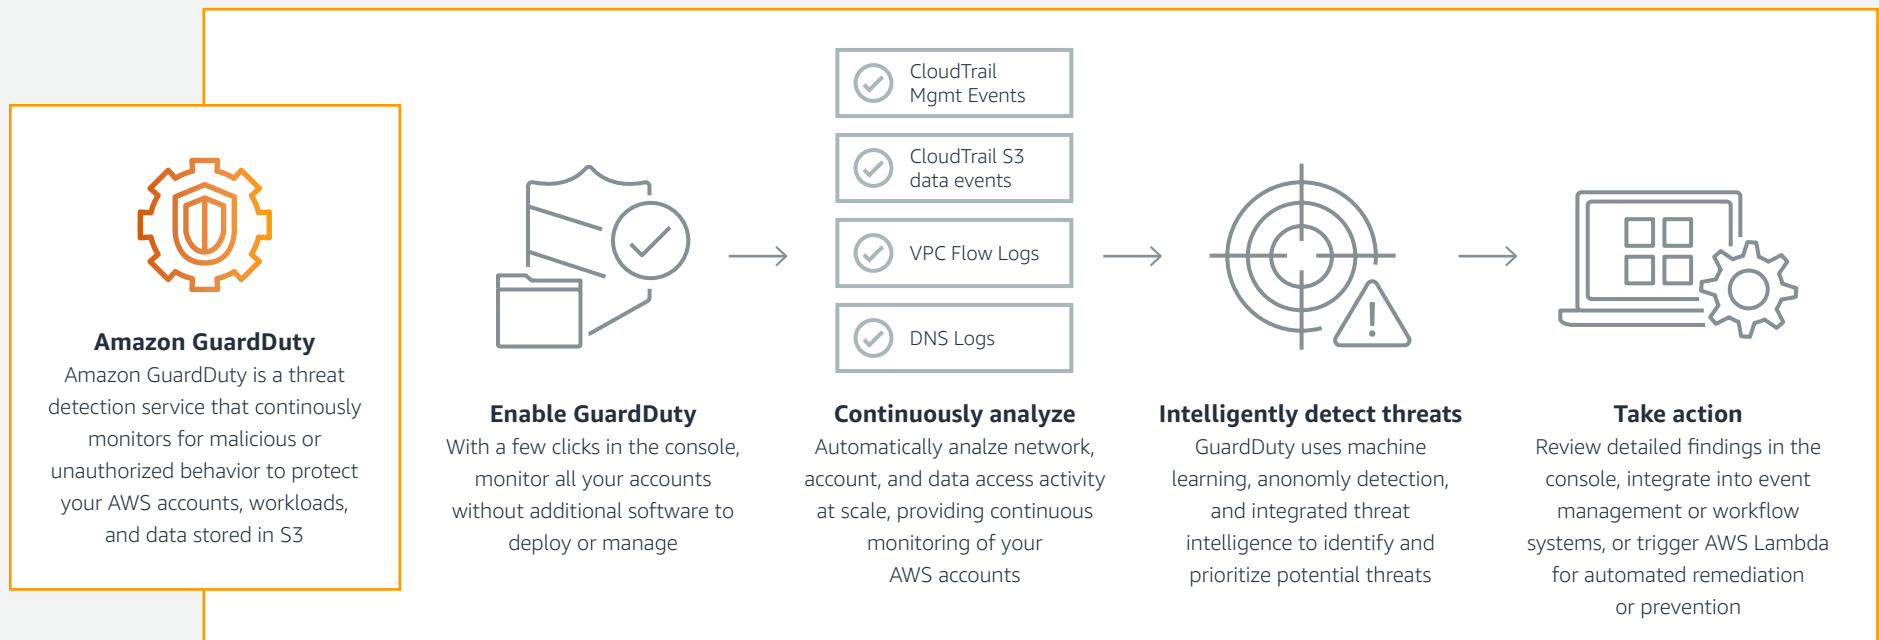 Amazon GuardDuty
Amazon GuardDuty is a threat
detection service that continously
monitors for malicious or
unauthorized behavior to protect
your AWS accounts, workloads,
and data stored in S3
Enable GuardDuty
With a few clicks in the console,
monitor all your accounts
without additional software to
deploy or manage
CloudTrail
Mgmt Events
CloudTrail S3
data events
VPC Flow Logs
DNS Logs
Continuously analyze
Automatically analze network,
account, and data access activity
at scale, providing continuous
monitoring of your
AWS accounts
Intelligently detect threats
GuardDuty uses machine
learning, anonomly detection,
and integrated threat
intelligence to identify and
prioritize potential threats
Take action
Review detailed findings in the
console, integrate into event
management or workflow
systems, or trigger AWS Lambda
for automated remediation
or prevention